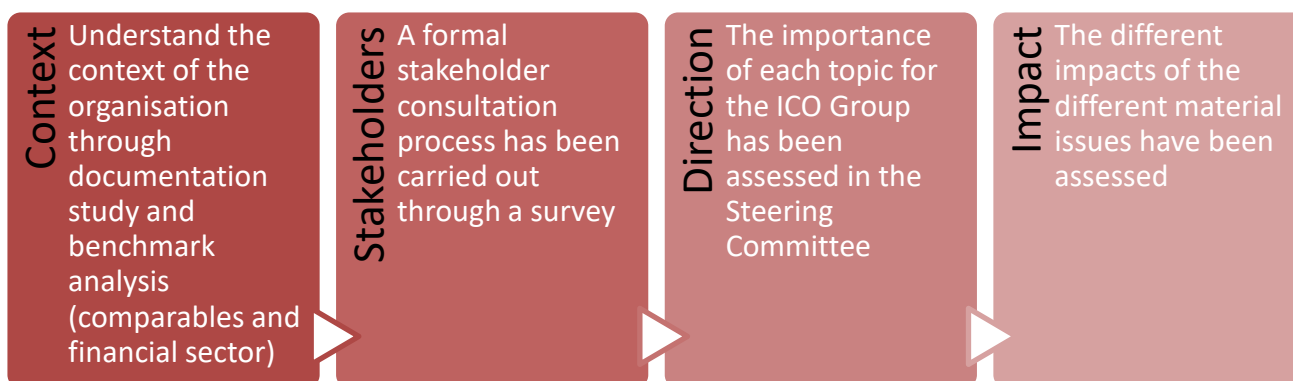 Context
Understand the
context of the
organisation
through
documentation
study and
benchmark
analysis
(comparables and
financial sector)
Stakeholders
A formal
stakeholder
consultation
process has been
carried out
through a survey
Direction
The importance
of each topic for
the ICO Group
has been
assessed in the
Steering
Committee
Impact
The different
impacts of the
different material
issues have been
assessed